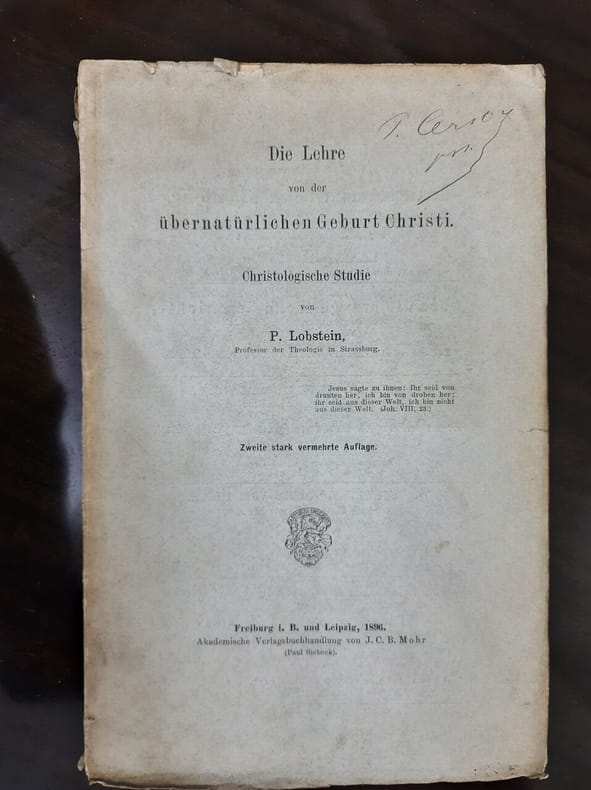 Die Lehre
von der
übernatürlichen Geburt Christi.
Christologische Studie
von
P. Lobstein,
Professor der Theologie in Strassburg.
Jesus sagte zu ihnen: Ihr seid von
drunten her, ich bin von droben her;
ihr seid aus dieser Welt, ich bin nicht
aus dieser Welt. (Joh. VIII, 23.)
Zweite stark vermehrte Auflage.
Freiburg i. B. und Leipzig, 1896.
Akademische Verlagsbuchhandlung von J. C. B. Mohr
(Paul Siebeck).